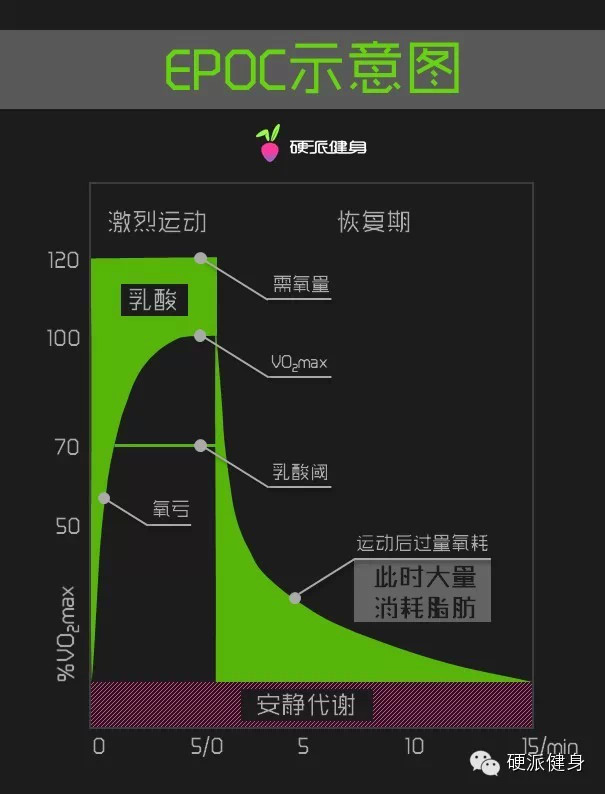 EPOC示意图
硬派健身
激烈运动
恢复期
120
需氧量
乳酸
100
VO₂max
70
乳酸阈
氧亏
50
运动后过量氧耗
此时大量
消耗脂肪
%VO₂max
安静代谢
0 5/0 5 10 15/min
硬派健身